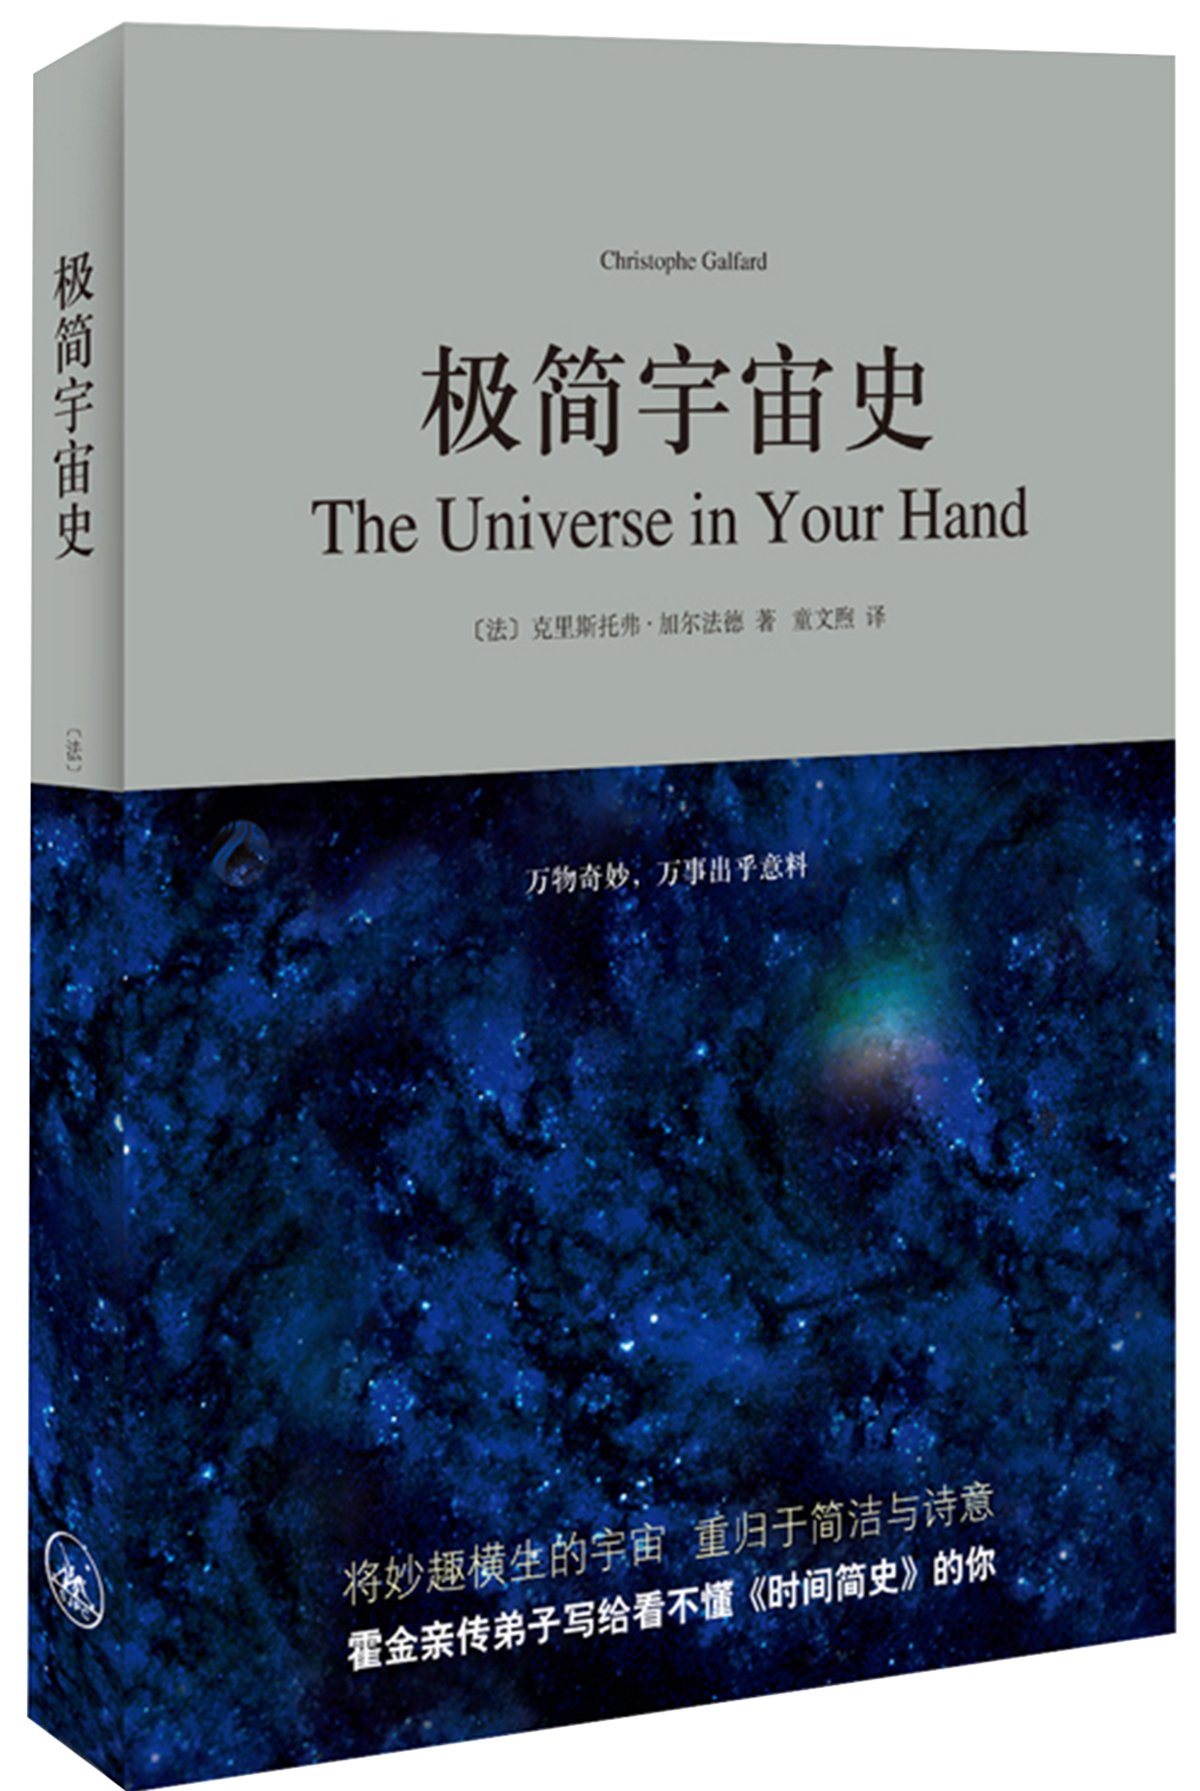 极简宇宙史
〔法〕
Christophe Galfard
极简宇宙史
The Universe in Your Hand
〔法〕克里斯托弗·加尔法德 著 童文煦 译
万物奇妙，万事出乎意料
将妙趣横生的宇宙 重归于简洁与诗意
霍金亲传弟子写给看不懂《时间简史》的你